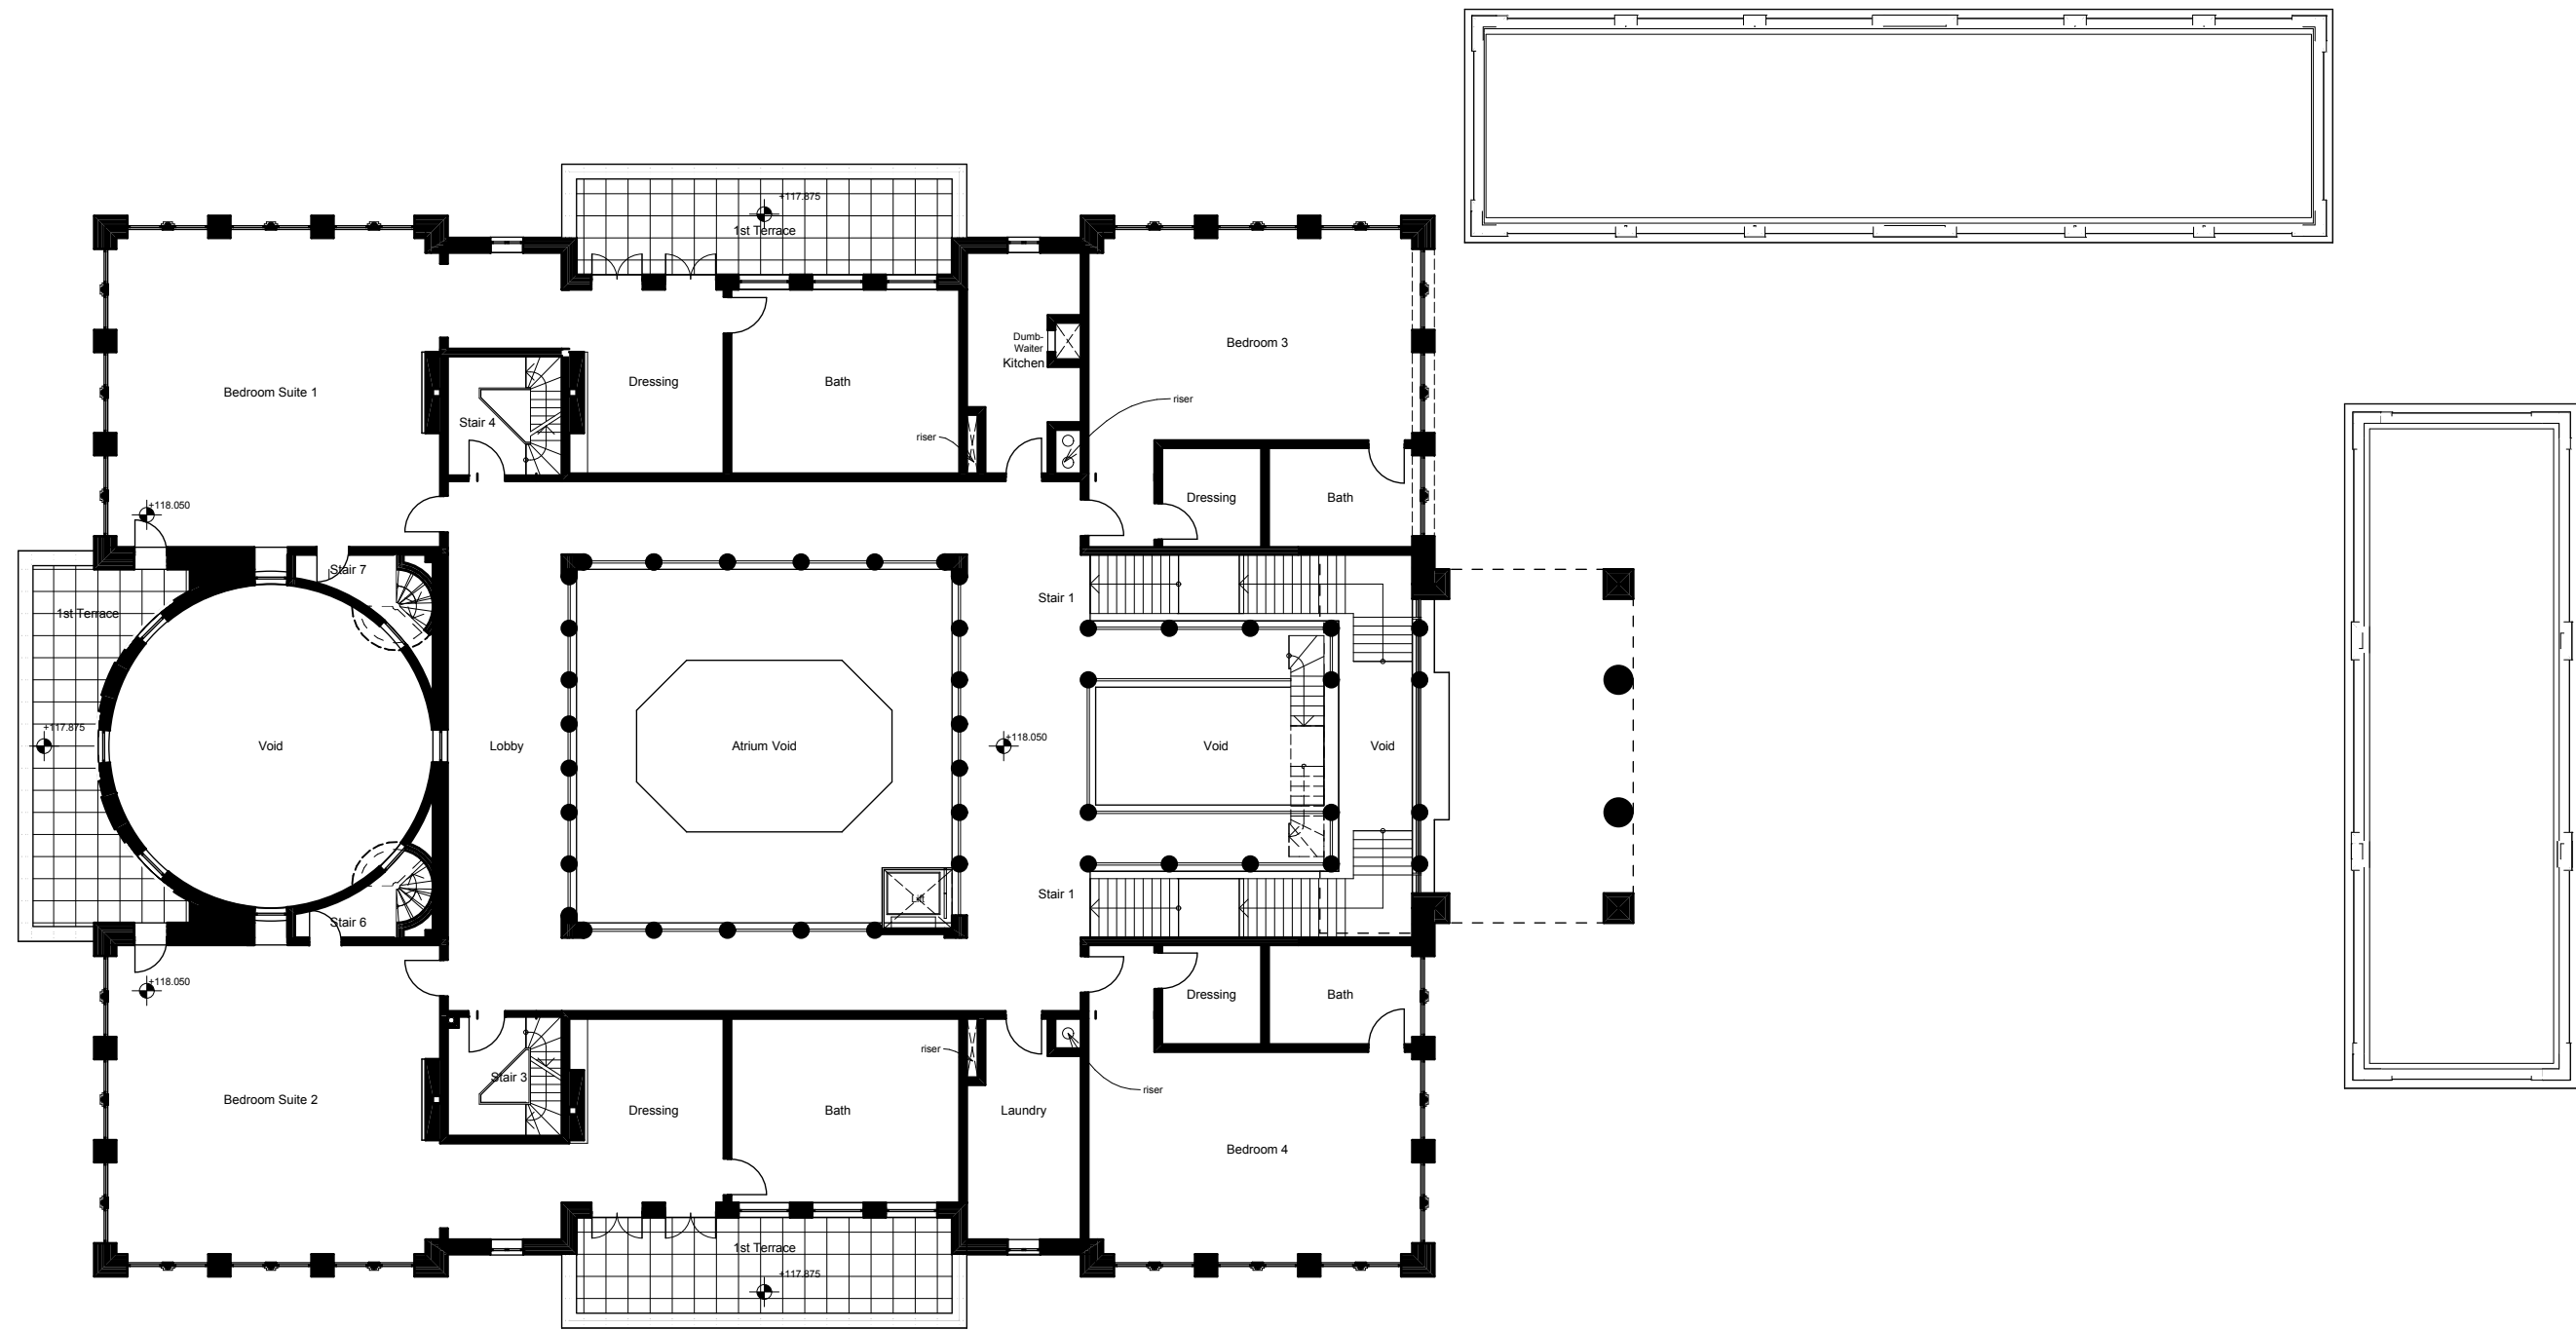 +117.875
1st Terrace
Dumb-
Waiter
Kitchen
Bedroom 3
Dressing
Bath
Bedroom Suite 1
riser
Stair 4
riser
Dressing
Bath
+118.050
Stair 7
Stair 1
1st Terrace
+117.875
Void
Lobby
Atrium Void
+118.050
Void
Void
Lift
Stair 1
Stair 6
+118.050
Dressing
Bath
riser
Stair 3
riser
Bedroom Suite 2
Dressing
Bath
Laundry
Bedroom 4
1st Terrace
+117.875